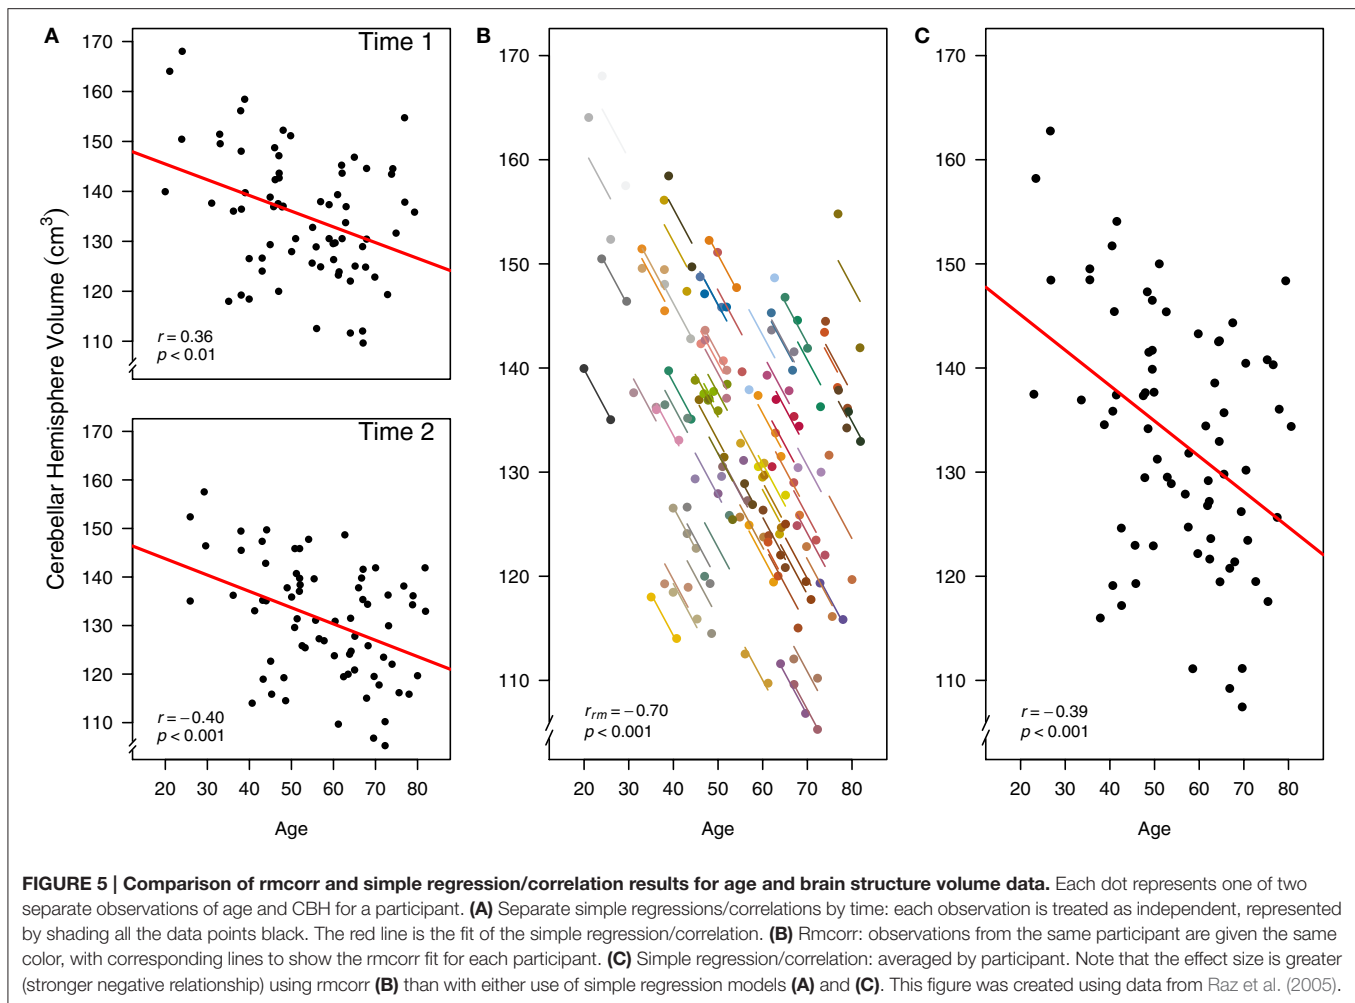 A
Time 1
170
160
150
140
130
120
110
r = 0.36
p < 0.01
Cerebellar Hemisphere Volume (cm³)
Time 2
170
160
150
140
130
120
110
r = −0.40
p < 0.001
20 30 40 50 60 70 80
Age
B
170
160
150
140
130
120
110
rrm = −0.70
p < 0.001
20 30 40 50 60 70 80
Age
C
170
160
150
140
130
120
110
r = −0.39
p < 0.001
20 30 40 50 60 70 80
Age
FIGURE 5 | Comparison of rmcorr and simple regression/correlation results for age and brain structure volume data. Each dot represents one of two
separate observations of age and CBH for a participant. (A) Separate simple regressions/correlations by time: each observation is treated as independent, represented
by shading all the data points black. The red line is the fit of the simple regression/correlation. (B) Rmcorr: observations from the same participant are given the same
color, with corresponding lines to show the rmcorr fit for each participant. (C) Simple regression/correlation: averaged by participant. Note that the effect size is greater
(stronger negative relationship) using rmcorr (B) than with either use of simple regression models (A) and (C). This figure was created using data from Raz et al. (2005).